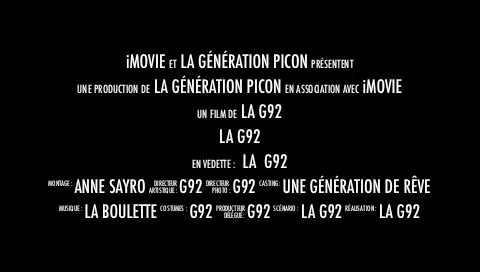 iMOVIE ET LA GÉNÉRATION PICON PRÉSENTENT
UNE PRODUCTION DE LA GÉNÉRATION PICON EN ASSOCIATION AVEC iMOVIE
UN FILM DE LA G92
LA G92
EN VEDETTE : LA G92
MONTAGE : ANNE SAYRO DIRECTEUR ARTISTIQUE : G92 DIRECTEUR PHOTO : G92 CASTING: UNE GÉNÉRATION DE RÊVE
MUSIQUE : LA BOULETTE COSTUMES : G92 PRODUCTEUR DÉLÉGUÉ: G92 SCÉNARIO : LA G92 RÉALISATION: LA G92